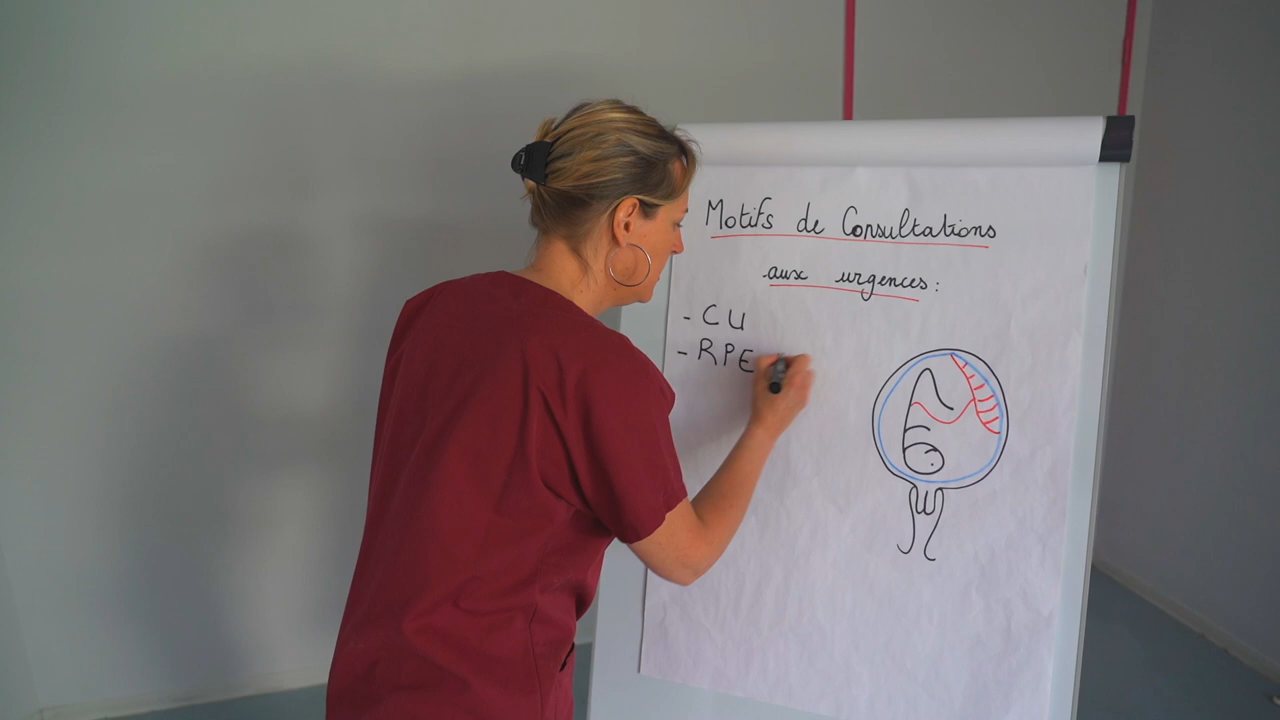 Motifs de Consultations
aux urgences :
- CU
- RPE